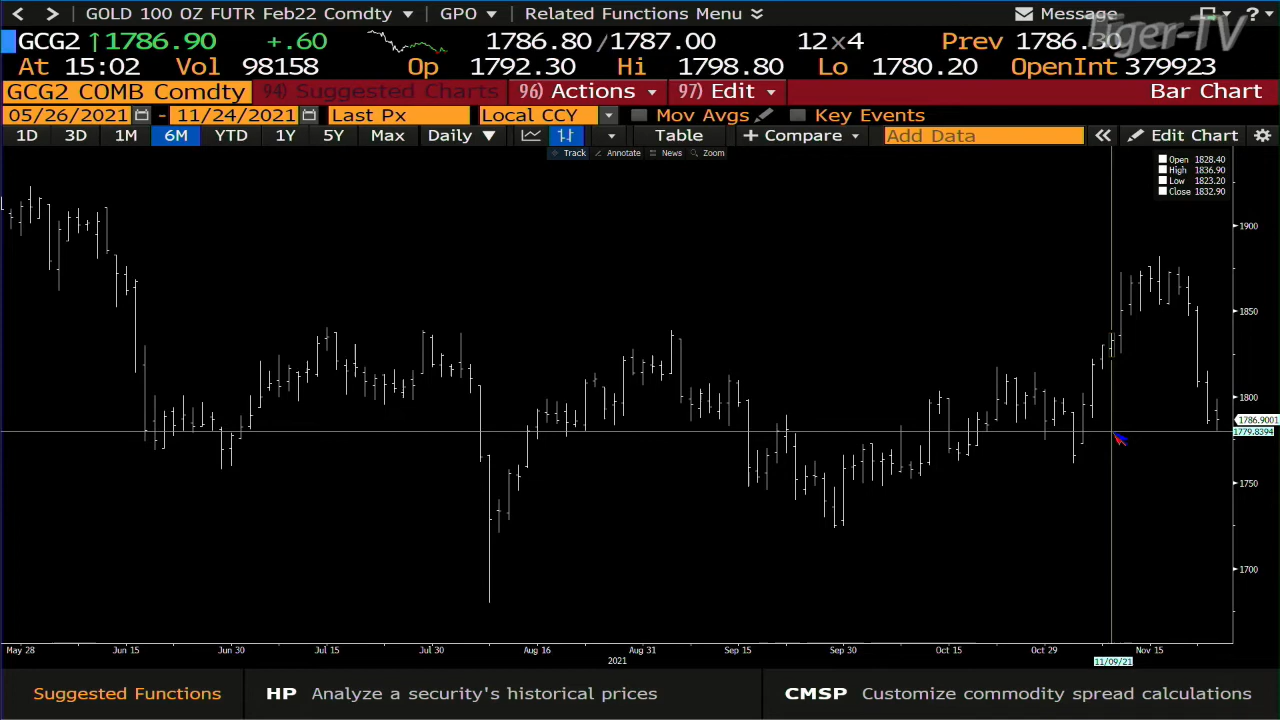 GOLD 100 OZ FUTR Feb22 Comdty GPO Related Functions Menu Message ?
Tiger-TV
GCG2 ↑1786.90 +.60 1786.80/1787.00 12x4 Prev 1786.30
At 15:02 Vol 98158 Op 1792.30 Hi 1798.80 Lo 1780.20 OpenInt 379923
GCG2 COMB Comdty 94) Suggested Charts 96) Actions 97) Edit Bar Chart
05/26/2021 - 11/24/2021 Last Px Local CCY Mov Avgs Key Events
1D 3D 1M 6M YTD 1Y 5Y Max Daily ▼ Table + Compare Add Data « Edit Chart
Track Annotate News Zoom
Open 1828.40
High 1836.90
Low 1823.20
Close 1832.90
1900
1850
1800
1786.9001
1779.8394
1750
1700
May 28 Jun 15 Jun 30 Jul 15 Jul 30 Aug 16 Aug 31 Sep 15 Sep 30 Oct 15 Oct 29 Nov 15
2021 11/09/21
Suggested Functions HP Analyze a security's historical prices CMSP Customize commodity spread calculations